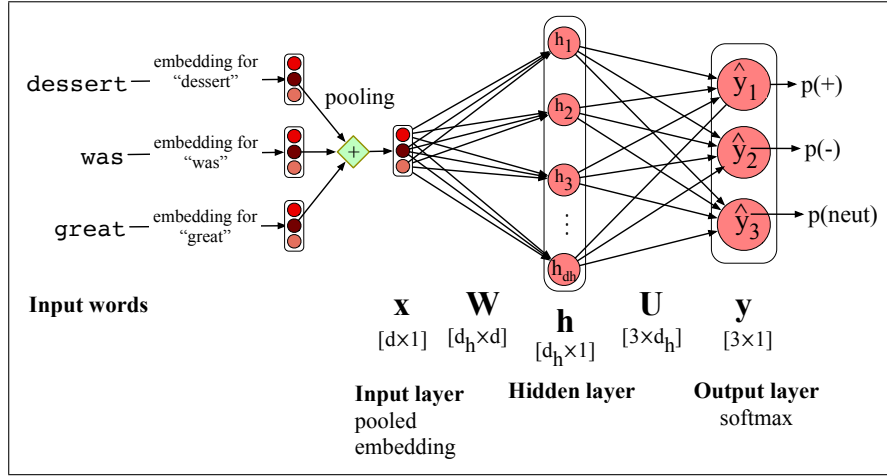 dessert
embedding for
“dessert”
pooling
was
embedding for
“was”
+
great
embedding for
“great”
h1
h2
h3
⋮
hdh
ŷ1
ŷ2
ŷ3
p(+)
p(-)
p(neut)
Input words
x
[d×1]
W
[dh×d]
h
[dh×1]
U
[3×dh]
y
[3×1]
Input layer
pooled
embedding
Hidden layer
Output layer
softmax